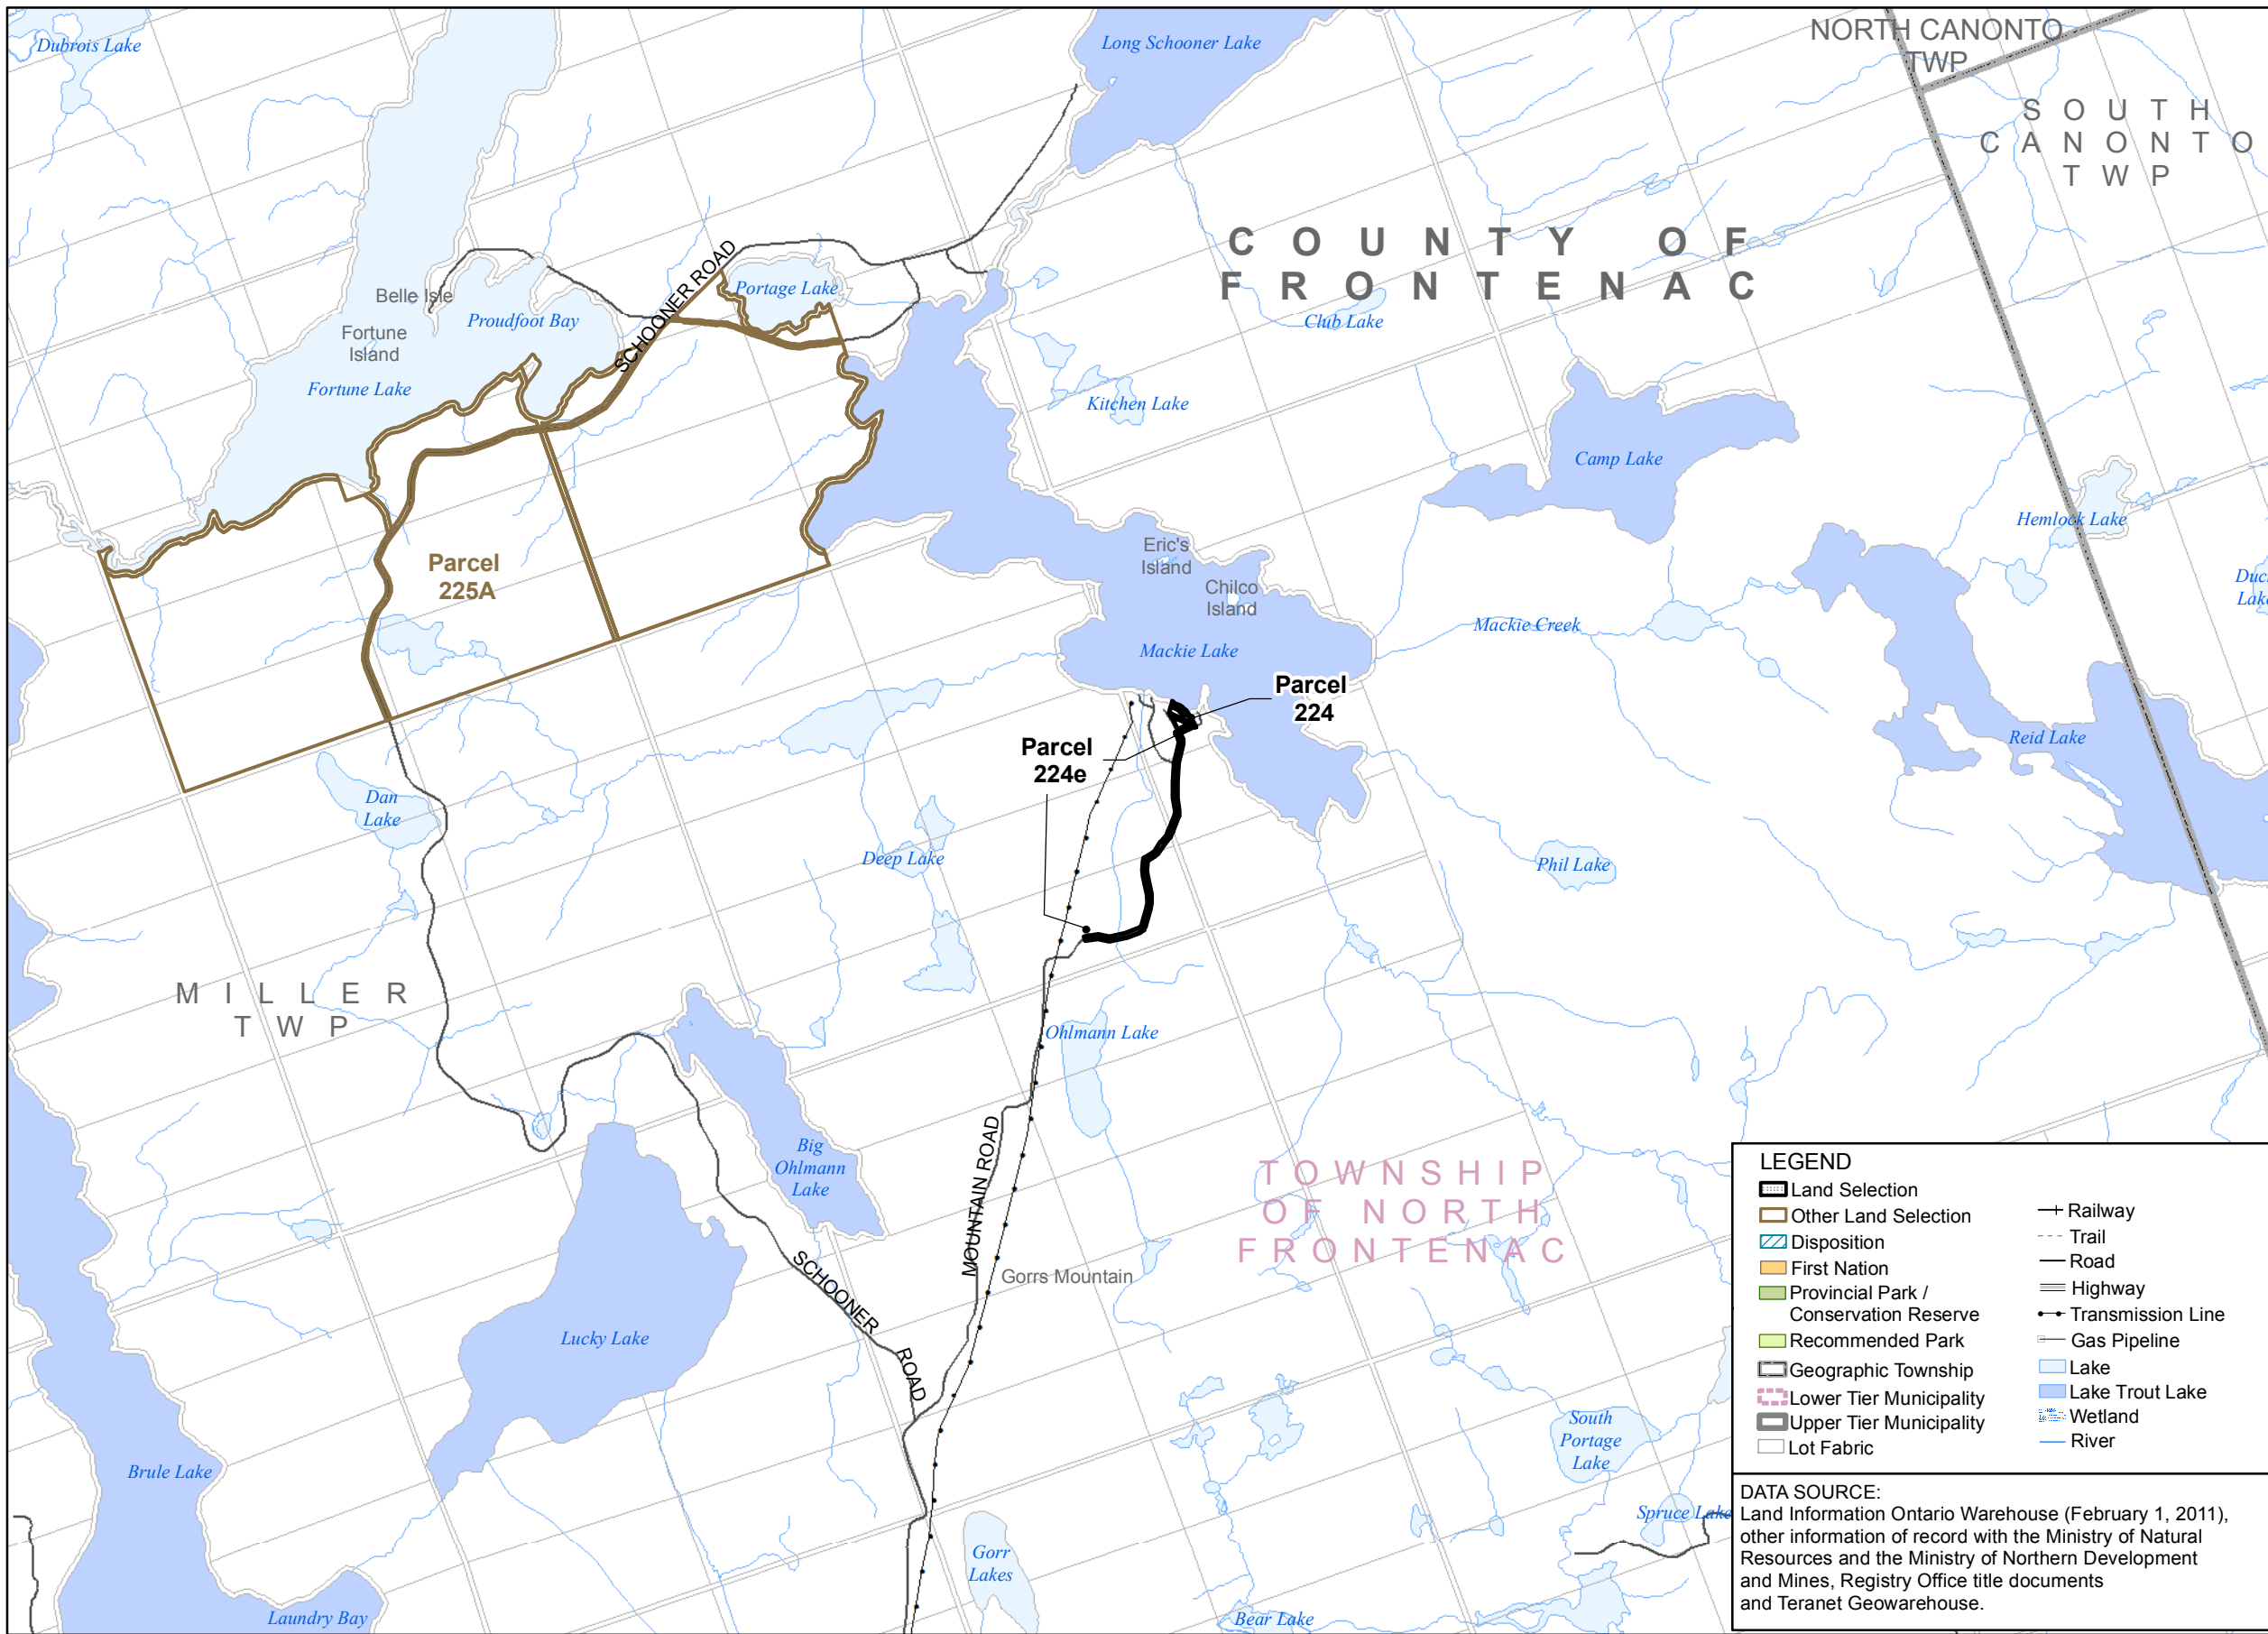 Dubrois Lake
Long Schooner Lake
NORTH CANONTO
TWP
SOUTH
CANONTO
TWP
COUNTY OF
FRONTENAC
Belle Isle
Fortune
Island
Proudfoot Bay
SCHOONER ROAD
Portage Lake
Fortune Lake
Club Lake
Kitchen Lake
Camp Lake
Hemlock Lake
Parcel
225A
Eric's
Island
Chilco
Island
Mackie Lake
Mackie Creek
Parcel
224
Parcel
224e
Reid Lake
Dan
Lake
Deep Lake
Phil Lake
MILLER
TWP
Ohlmann Lake
Big
Ohlmann
Lake
MOUNTAIN ROAD
TOWNSHIP
OF NORTH
FRONTENAC
SCHOONER
ROAD
Gorrs Mountain
Lucky Lake
Brule Lake
Laundry Bay
Gorr
Lakes
South
Portage
Lake
Spruce Lake
Bear Lake
LEGEND
Land Selection
Other Land Selection
Disposition
First Nation
Provincial Park /
Conservation Reserve
Recommended Park
Geographic Township
Lower Tier Municipality
Upper Tier Municipality
Lot Fabric
Railway
Trail
Road
Highway
Transmission Line
Gas Pipeline
Lake
Lake Trout Lake
Wetland
River
DATA SOURCE:
Land Information Ontario Warehouse (February 1, 2011),
other information of record with the Ministry of Natural
Resources and the Ministry of Northern Development
and Mines, Registry Office title documents
and Teranet Geowarehouse.